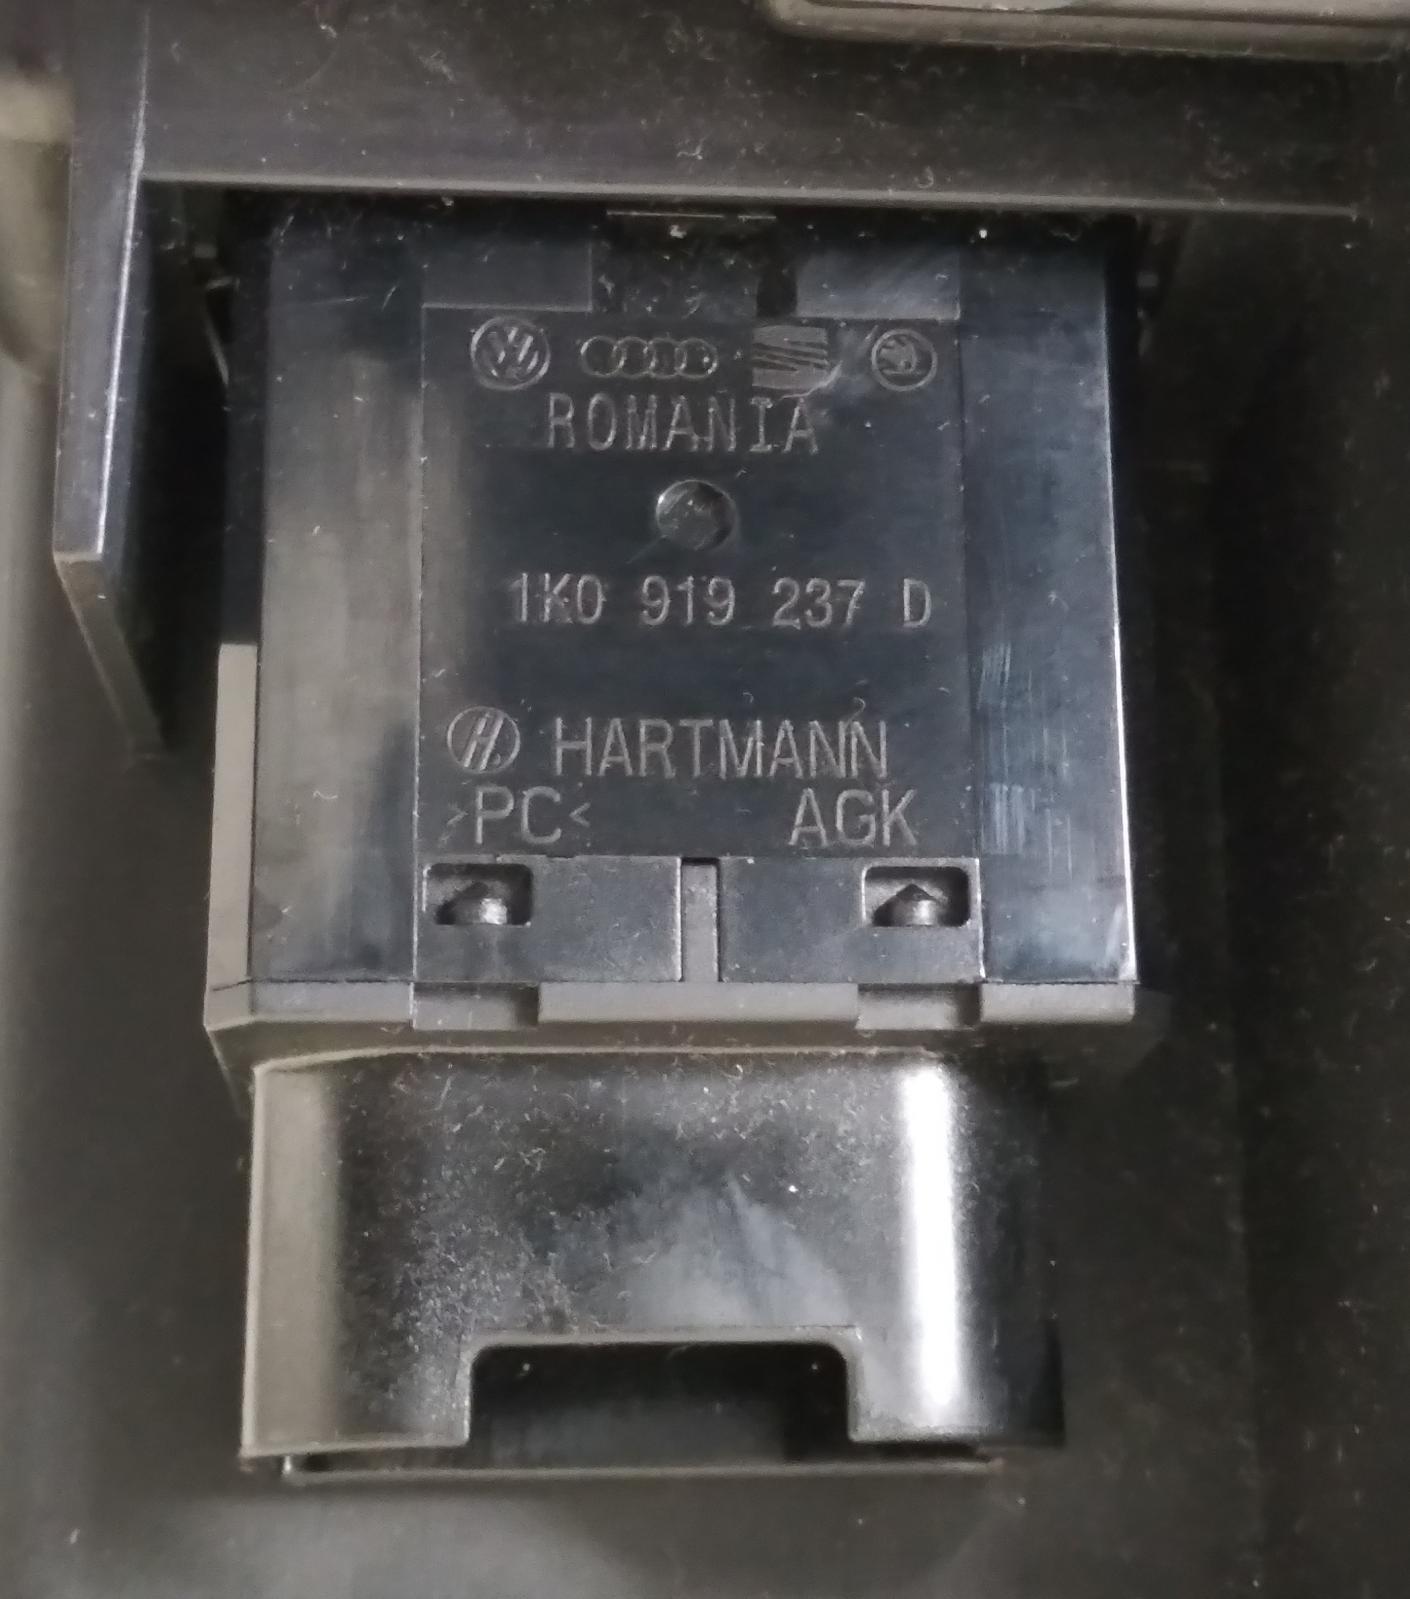 ROMANIA
1K0 919 237 D
HARTMANN
>PC< AGK